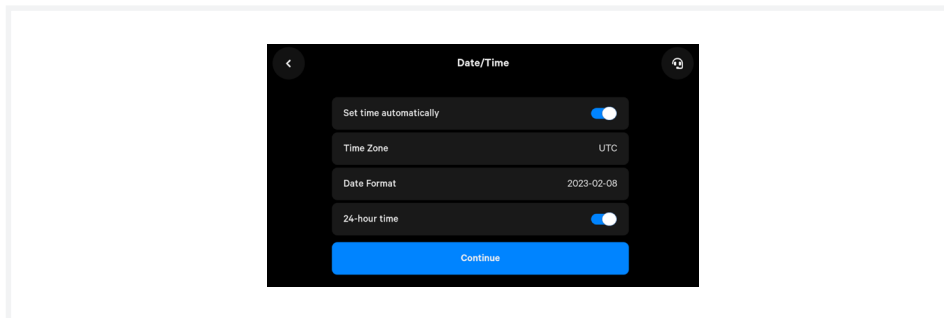 Date/Time
Set time automatically
Time Zone UTC
Date Format 2023-02-08
24-hour time
Continue